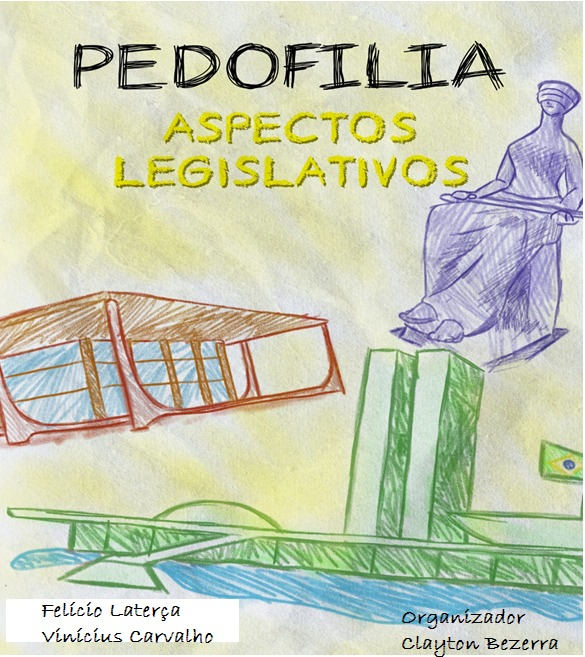 PEDOFILIA
ASPECTOS
LEGISLATIVOS
Felício Laterça
Vinícius Carvalho
Organizador
Clayton Bezerra